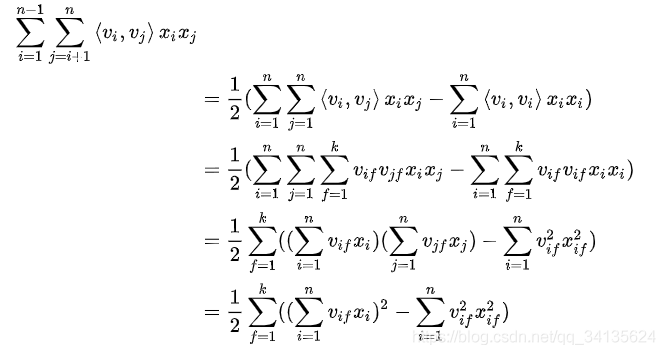 \sum_{i=1}^{n-1} \sum_{j=i+1}^{n} \langle v_i, v_j \rangle x_i x_j
= \frac{1}{2} ( \sum_{i=1}^{n} \sum_{j=1}^{n} \langle v_i, v_j \rangle x_i x_j - \sum_{i=1}^{n} \langle v_i, v_i \rangle x_i x_i )
= \frac{1}{2} ( \sum_{i=1}^{n} \sum_{j=1}^{n} \sum_{f=1}^{k} v_{if} v_{jf} x_i x_j - \sum_{i=1}^{n} \sum_{f=1}^{k} v_{if} v_{if} x_i x_i )
= \frac{1}{2} \sum_{f=1}^{k} ( ( \sum_{i=1}^{n} v_{if} x_i ) ( \sum_{j=1}^{n} v_{jf} x_j ) - \sum_{i=1}^{n} v_{if}^2 x_{if}^2 )
= \frac{1}{2} \sum_{f=1}^{k} ( ( \sum_{i=1}^{n} v_{if} x_i )^2 - \sum_{i=1}^{n} v_{if}^2 x_{if}^2 )
https://blog.csdn.net/qq_34135624